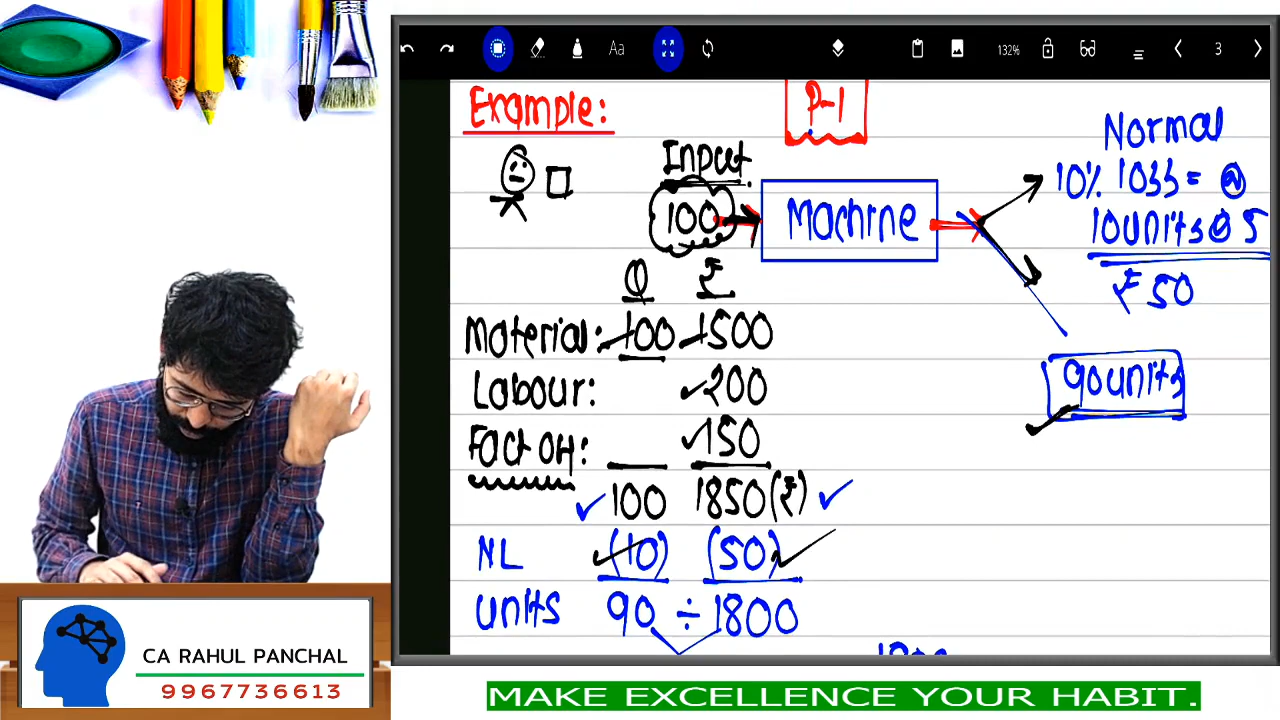 Aa
132%
3
Example:
P-1
Input
100
Machine
Normal
10% loss = @
10units @ 5
₹50
Q ₹
Material: 100 1500
Labour: 200
Fact OH: 150
100 1850(₹)
90units
NL (10) (50)
units 90 ÷ 1800
CA RAHUL PANCHAL
9967736613
MAKE EXCELLENCE YOUR HABIT.